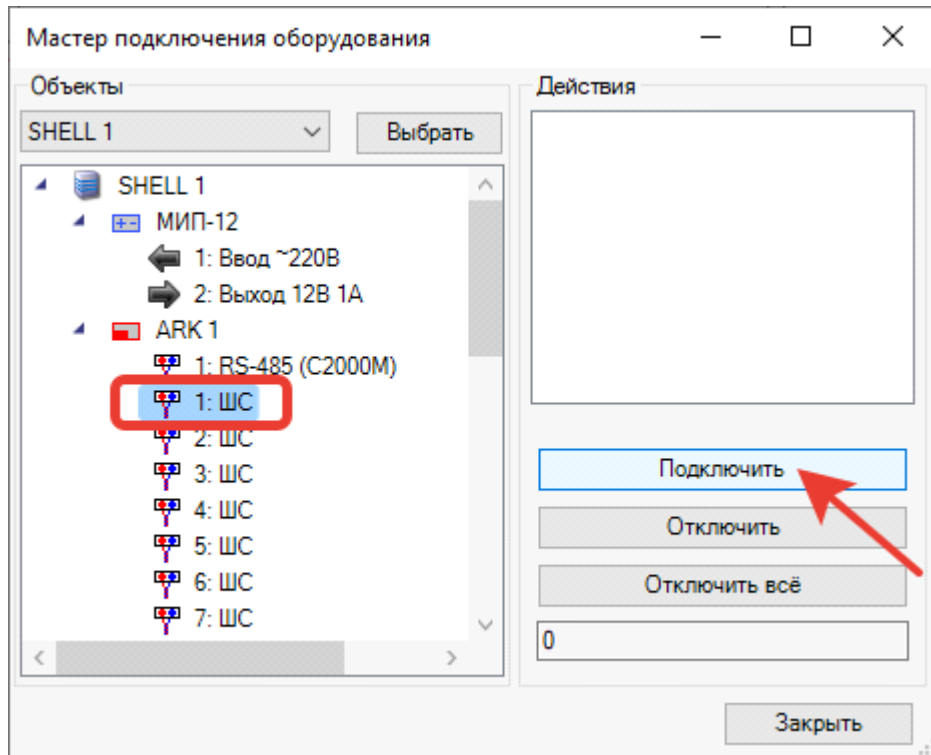 Мастер подключения оборудования
Объекты
SHELL 1
Выбрать
SHELL 1
МИП-12
1: Ввод ~220В
2: Выход 12В 1А
ARK 1
1: RS-485 (С2000М)
1: ШС
2: ШС
3: ШС
4: ШС
5: ШС
6: ШС
7: ШС
Действия
Подключить
Отключить
Отключить всё
0
Закрыть